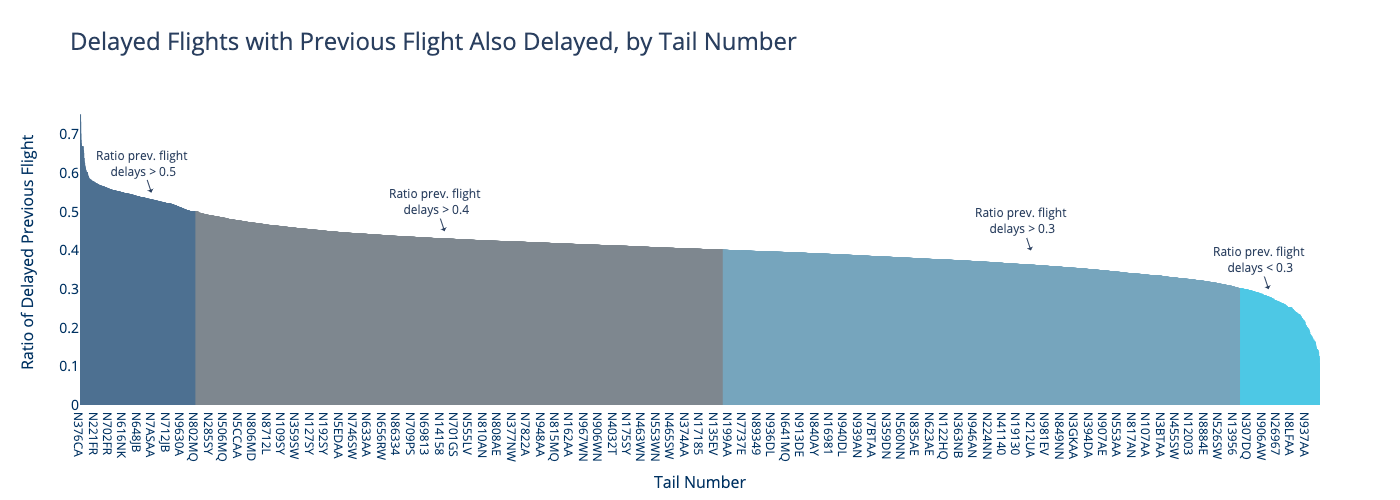 Delayed Flights with Previous Flight Also Delayed, by Tail Number
Ratio of Delayed Previous Flight
0.7
0.6
0.5
0.4
0.3
0.2
0.1
0
Ratio prev. flight
delays > 0.5
Ratio prev. flight
delays > 0.4
Ratio prev. flight
delays > 0.3
Ratio prev. flight
delays < 0.3
N376CA
N221FR
N702FR
N616NK
N648JB
N7ASAA
N712JB
N9630A
N802MQ
N285SY
N506MQ
N5CCAA
N806MD
N8712L
N109SY
N935SW
N127SY
N192SY
N5EDAA
N746SW
N633AA
N656RW
N86334
N709PS
N69813
N14158
N701GS
N555LV
N810AN
N808AE
N377NW
N7822A
N948AA
N815MQ
N162AA
N967WN
N906WN
N4032T
N175SY
N463WN
N553WN
N465SW
N374AA
N17185
N135EV
N199AA
N7737E
N89349
N936DL
N641MQ
N913DE
N840AY
N16981
N940DL
N939AN
N7BTAA
N359DN
N560NN
N835AE
N623AE
N122HQ
N363NB
N946AN
N224NN
N41140
N19130
N212UA
N981EV
N849NN
N3GKAA
N394DA
N907AE
N553AA
N817AN
N107AA
N3BTAA
N455SW
N12003
N8884E
N526SW
N13956
N307DQ
N906AW
N26967
N8LFAA
N937AA
Tail Number